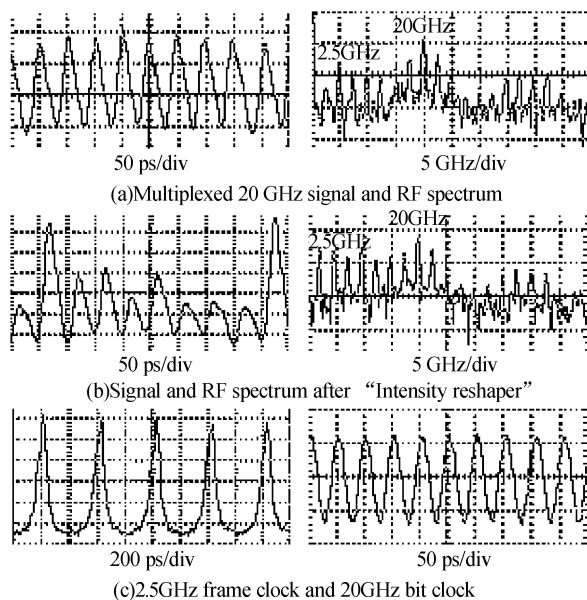 20GHz
2.5GHz
50 ps/div
5 GHz/div
(a)Multiplexed 20 GHz signal and RF spectrum
20GHz
2.5GHz
50 ps/div
5 GHz/div
(b)Signal and RF spectrum after “Intensity reshaper”
200 ps/div
50 ps/div
(c)2.5GHz frame clock and 20GHz bit clock